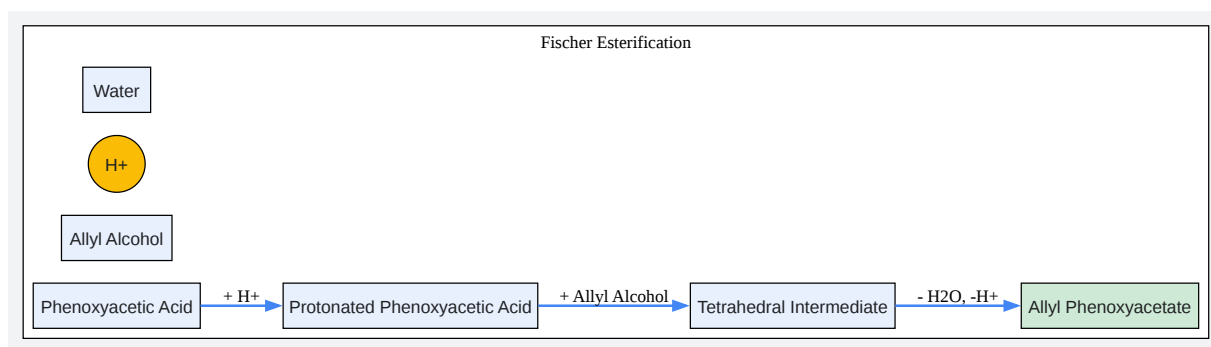 Fischer Esterification
Water
H+
Allyl Alcohol
Phenoxyacetic Acid
+ H+
Protonated Phenoxyacetic Acid
+ Allyl Alcohol
Tetrahedral Intermediate
- H2O, -H+
Allyl Phenoxyacetate